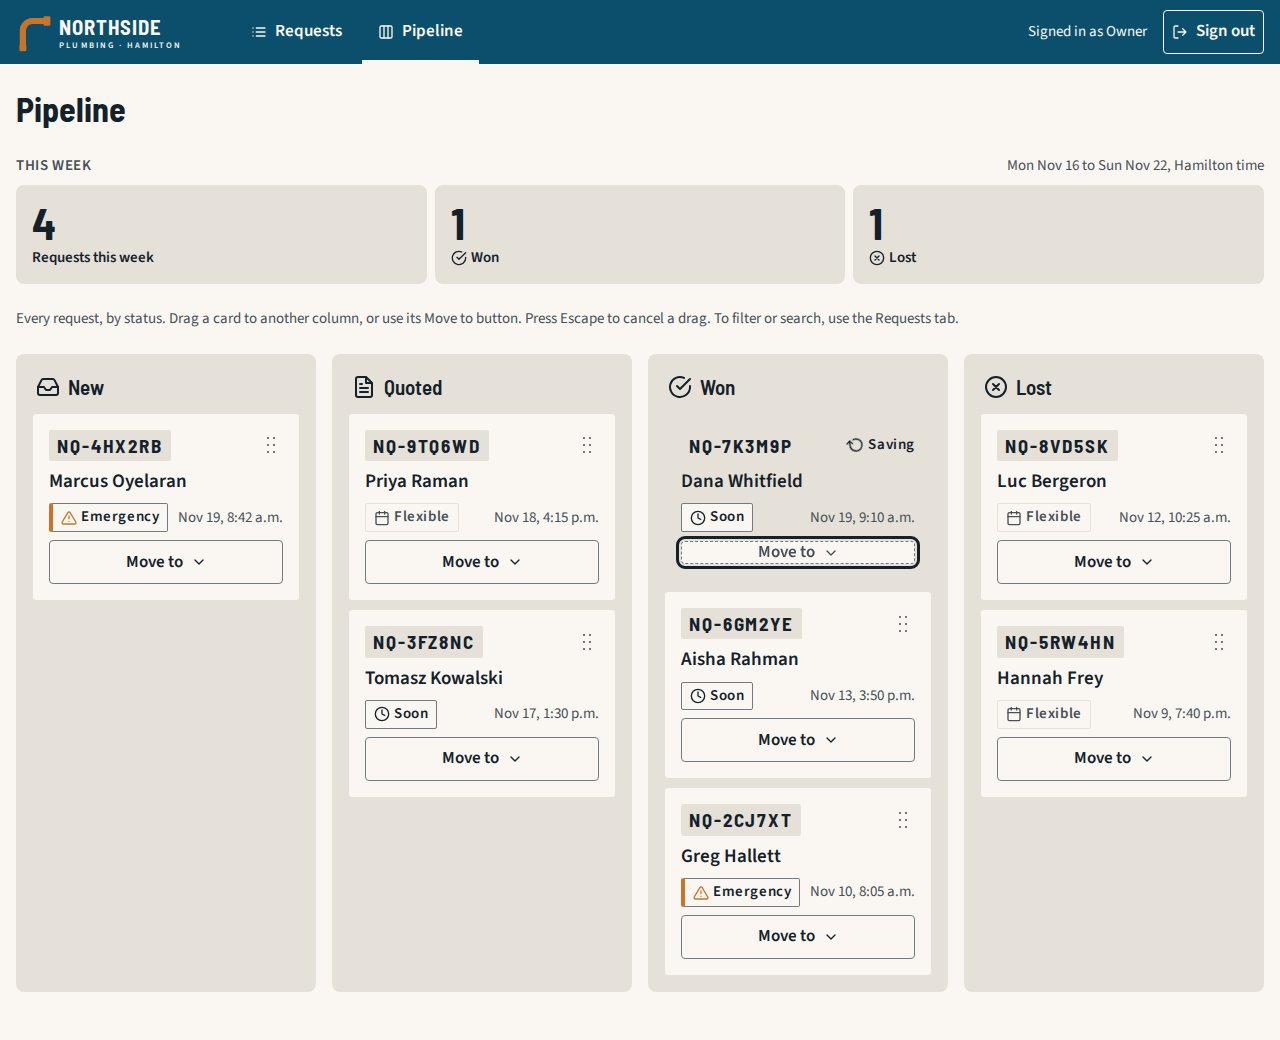 NORTHSIDE
PLUMBING · HAMILTON
Requests
Pipeline
Signed in as Owner
Sign out
Pipeline
THIS WEEK
Mon Nov 16 to Sun Nov 22, Hamilton time
4
Requests this week
1
Won
1
Lost
Every request, by status. Drag a card to another column, or use its Move to button. Press Escape to cancel a drag. To filter or search, use the Requests tab.
New
NQ-4HX2RB
Marcus Oyelaran
Emergency
Nov 19, 8:42 a.m.
Move to
Quoted
NQ-9TQ6WD
Priya Raman
Flexible
Nov 18, 4:15 p.m.
Move to
NQ-3FZ8NC
Tomasz Kowalski
Soon
Nov 17, 1:30 p.m.
Move to
Won
NQ-7K3M9P
Saving
Dana Whitfield
Soon
Nov 19, 9:10 a.m.
Move to
NQ-6GM2YE
Aisha Rahman
Soon
Nov 13, 3:50 p.m.
Move to
NQ-2CJ7XT
Greg Hallett
Emergency
Nov 10, 8:05 a.m.
Move to
Lost
NQ-8VD5SK
Luc Bergeron
Flexible
Nov 12, 10:25 a.m.
Move to
NQ-5RW4HN
Hannah Frey
Flexible
Nov 9, 7:40 p.m.
Move to